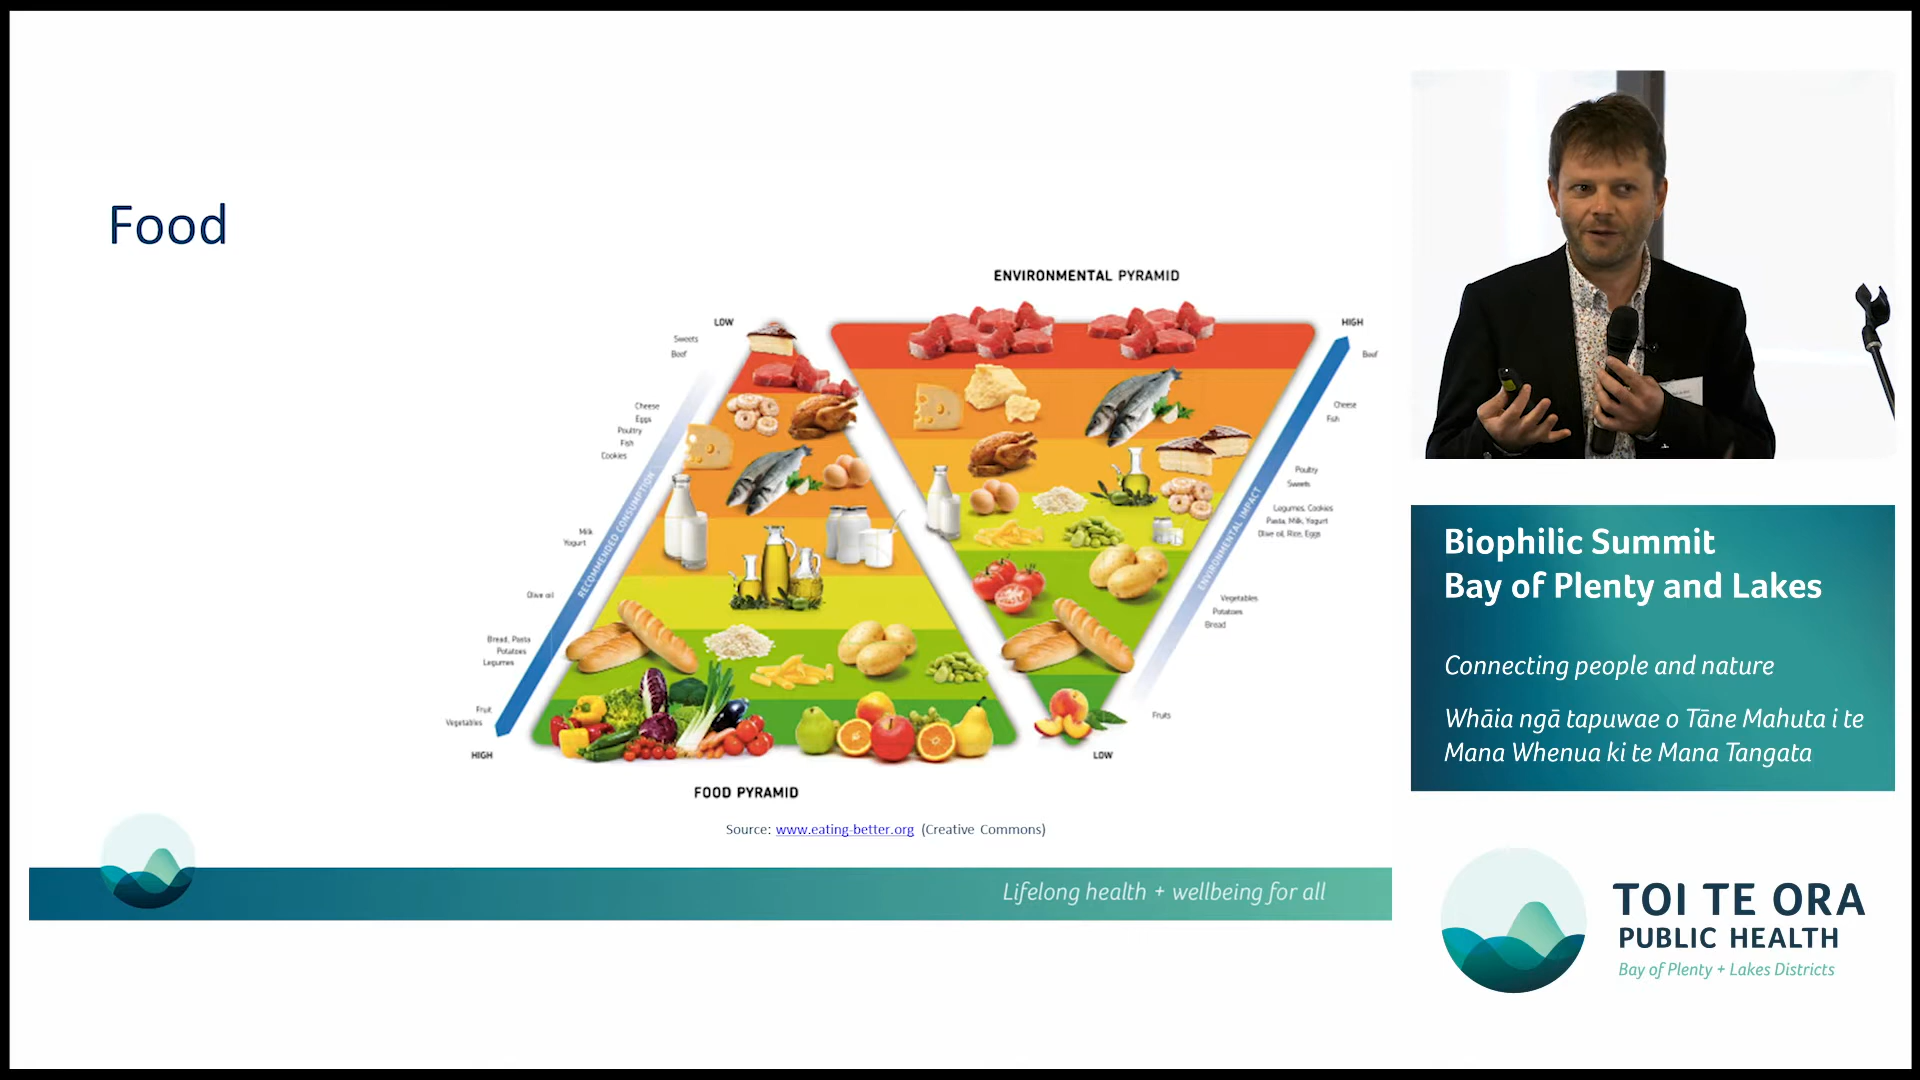 Food
ENVIRONMENTAL PYRAMID
LOW
Sweets
Beef
Cheese
Eggs
Poultry
Fish
Cookies
RECOMMENDED CONSUMPTION
Milk
Yogurt
Olive oil
Bread, Pasta
Potatoes
Legumes
Fruit
Vegetables
HIGH
FOOD PYRAMID
HIGH
Beef
Cheese
Fish
Poultry
Sweets
Legumes, Cookies
Pasta, Milk, Yogurt
Olive oil, Rice, Eggs
ENVIRONMENTAL IMPACT
Vegetables
Potatoes
Bread
Fruits
LOW
Source: www.eating-better.org (Creative Commons)
Lifelong health + wellbeing for all
Biophilic Summit
Bay of Plenty and Lakes
Connecting people and nature
Whāia ngā tapuwae o Tāne Mahuta i te
Mana Whenua ki te Mana Tangata
TOI TE ORA
PUBLIC HEALTH
Bay of Plenty + Lakes Districts